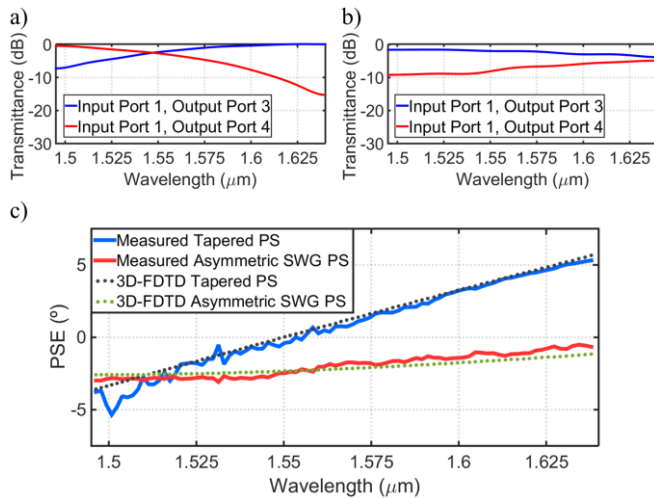 a)
Transmittance (dB)
0
-10
-20
-30
Input Port 1, Output Port 3
Input Port 1, Output Port 4
1.5 1.525 1.55 1.575 1.6 1.625
Wavelength (μm)
b)
Transmittance (dB)
0
-10
-20
-30
Input Port 1, Output Port 3
Input Port 1, Output Port 4
1.5 1.525 1.55 1.575 1.6 1.625
Wavelength (μm)
c)
PSE (º)
5
0
-5
Measured Tapered PS
Measured Asymmetric SWG PS
3D-FDTD Tapered PS
3D-FDTD Asymmetric SWG PS
1.5 1.525 1.55 1.575 1.6 1.625
Wavelength (μm)